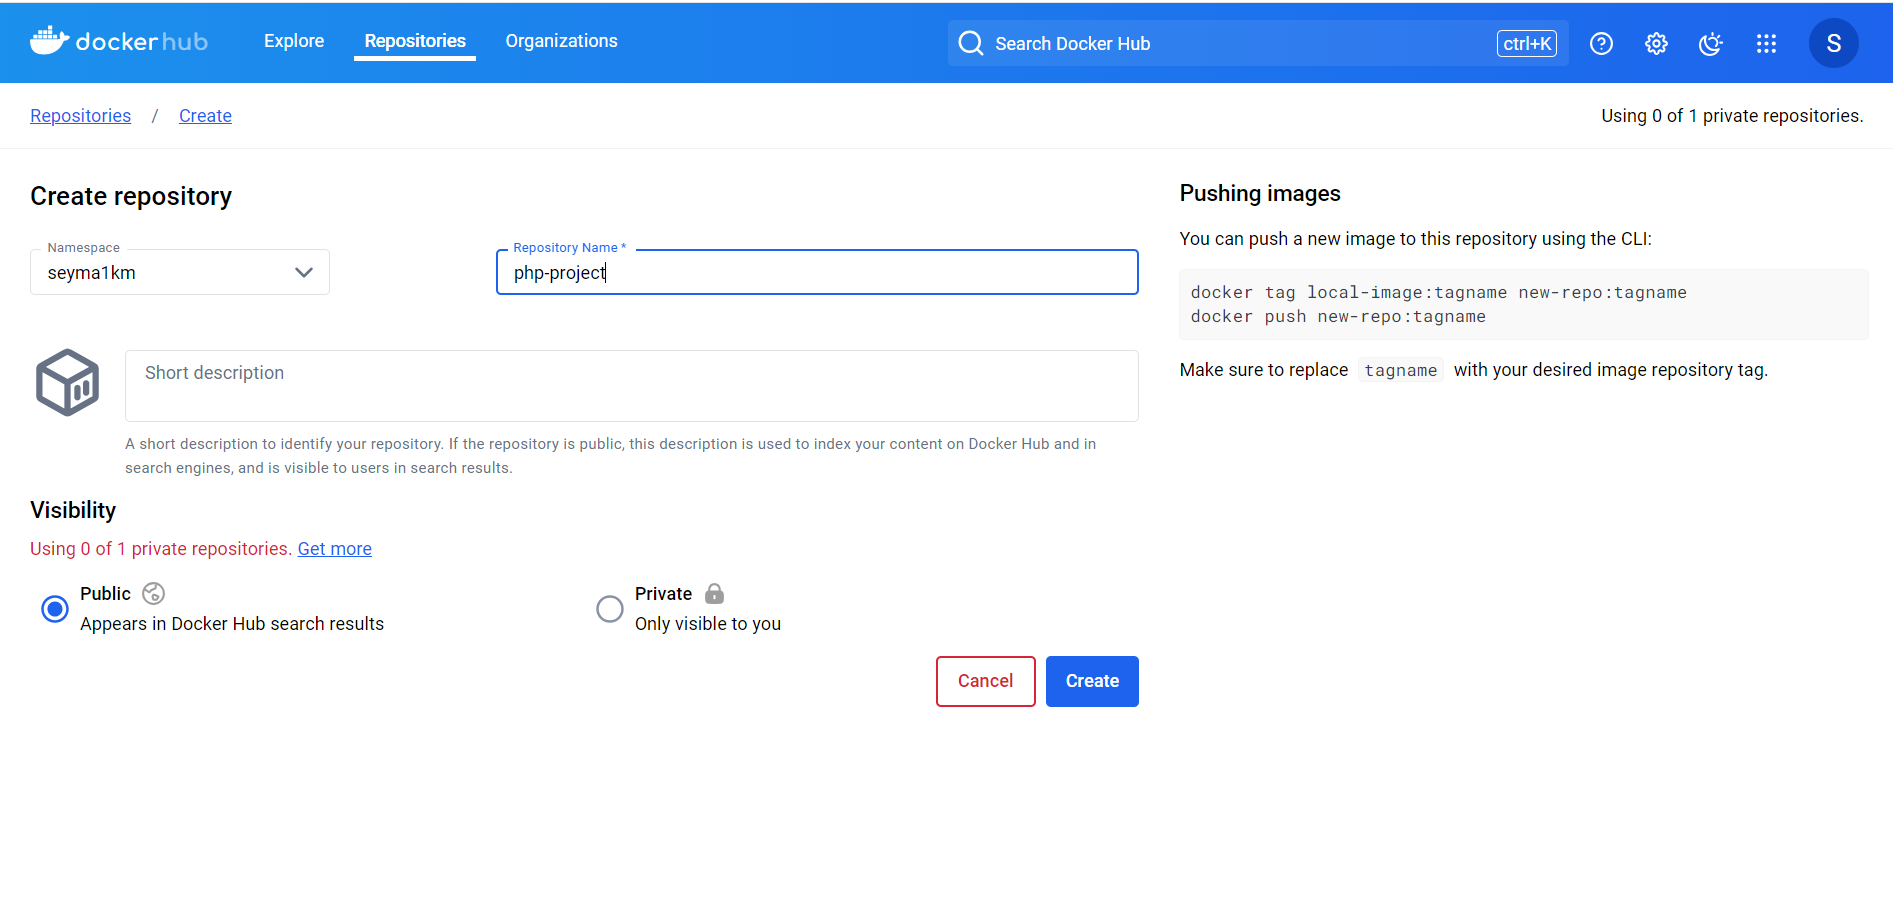 docker hub
Explore
Repositories
Organizations
Search Docker Hub
ctrl+K
S
Repositories / Create
Using 0 of 1 private repositories.
Create repository
Namespace
seyma1km
Repository Name *
php-project
Short description
A short description to identify your repository. If the repository is public, this description is used to index your content on Docker Hub and in
search engines, and is visible to users in search results.
Visibility
Using 0 of 1 private repositories. Get more
Public
Appears in Docker Hub search results
Private
Only visible to you
Cancel
Create
Pushing images
You can push a new image to this repository using the CLI:
docker tag local-image:tagname new-repo:tagname
docker push new-repo:tagname
Make sure to replace tagname with your desired image repository tag.